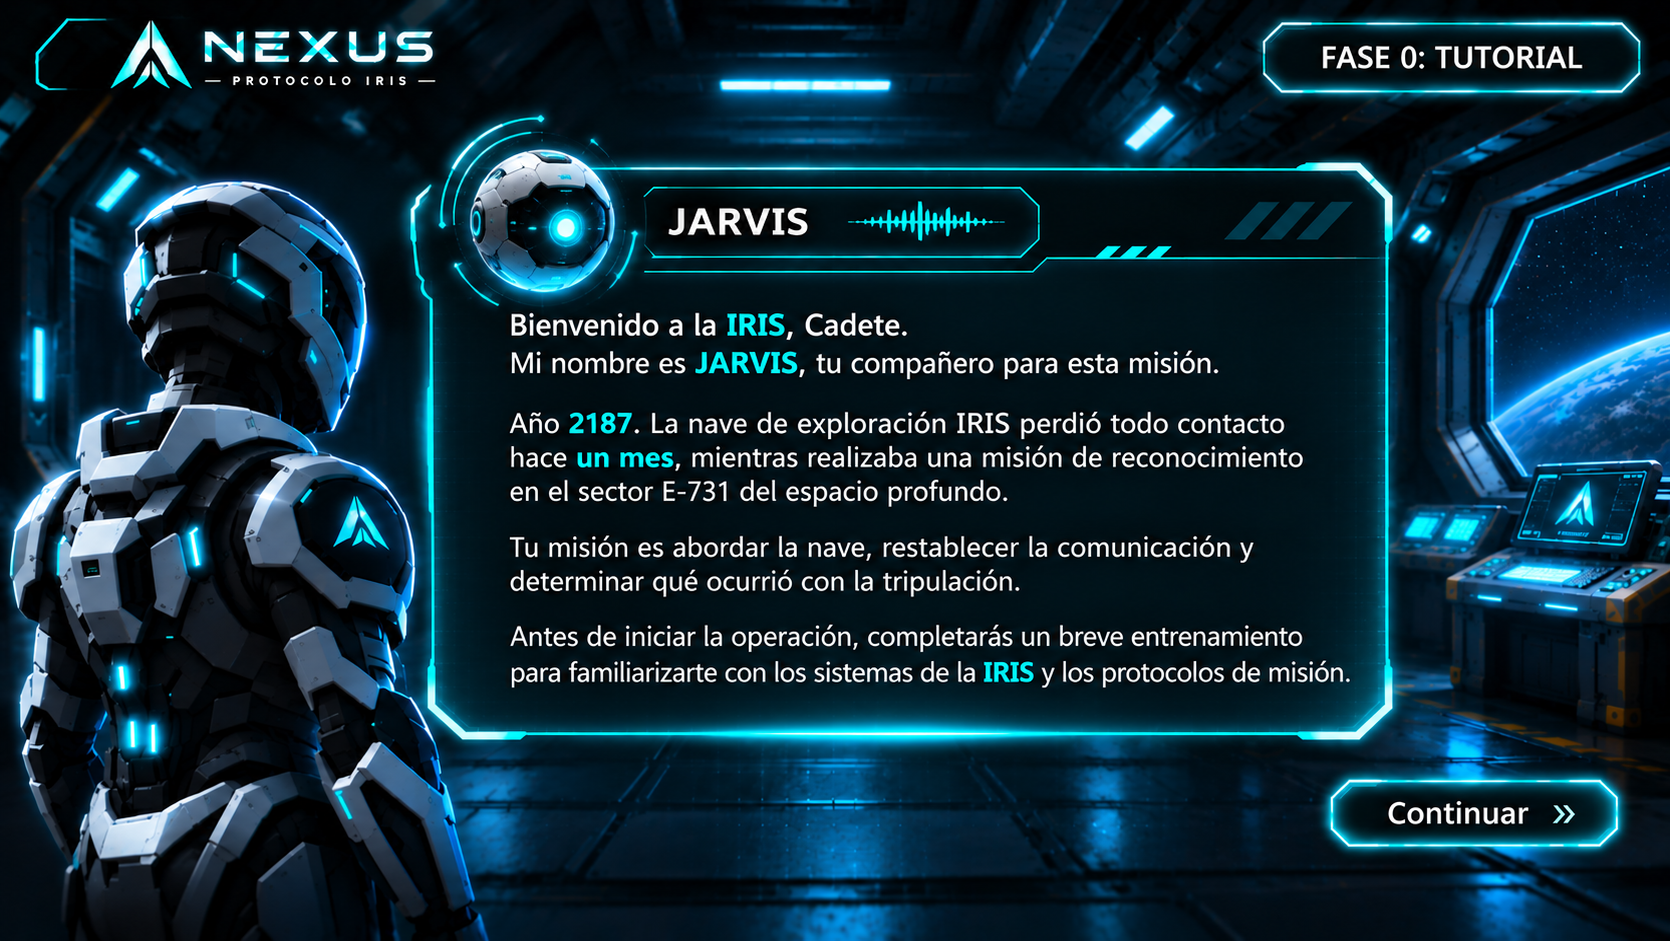 NEXUS
PROTOCOLO IRIS
FASE 0: TUTORIAL
JARVIS
Bienvenido a la IRIS, Cadete.
Mi nombre es JARVIS, tu compañero para esta misión.
Año 2187. La nave de exploración IRIS perdió todo contacto
hace un mes, mientras realizaba una misión de reconocimiento
en el sector E-731 del espacio profundo.
Tu misión es abordar la nave, restablecer la comunicación y
determinar qué ocurrió con la tripulación.
Antes de iniciar la operación, completarás un breve entrenamiento
para familiarizarte con los sistemas de la IRIS y los protocolos de misión.
Continuar »